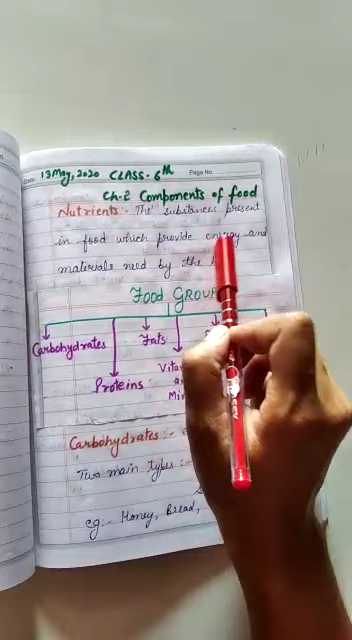 Date 13 May, 2020 CLASS - 6th Page No.
Ch-2 Components of food
Nutrients :- The substances present
in food which provide energy and
materials need by the
FOOD GROUP
Carbohydrates Fats
Proteins
Carbohydrates :-
Two main types :-
eg:- Honey, Bread,